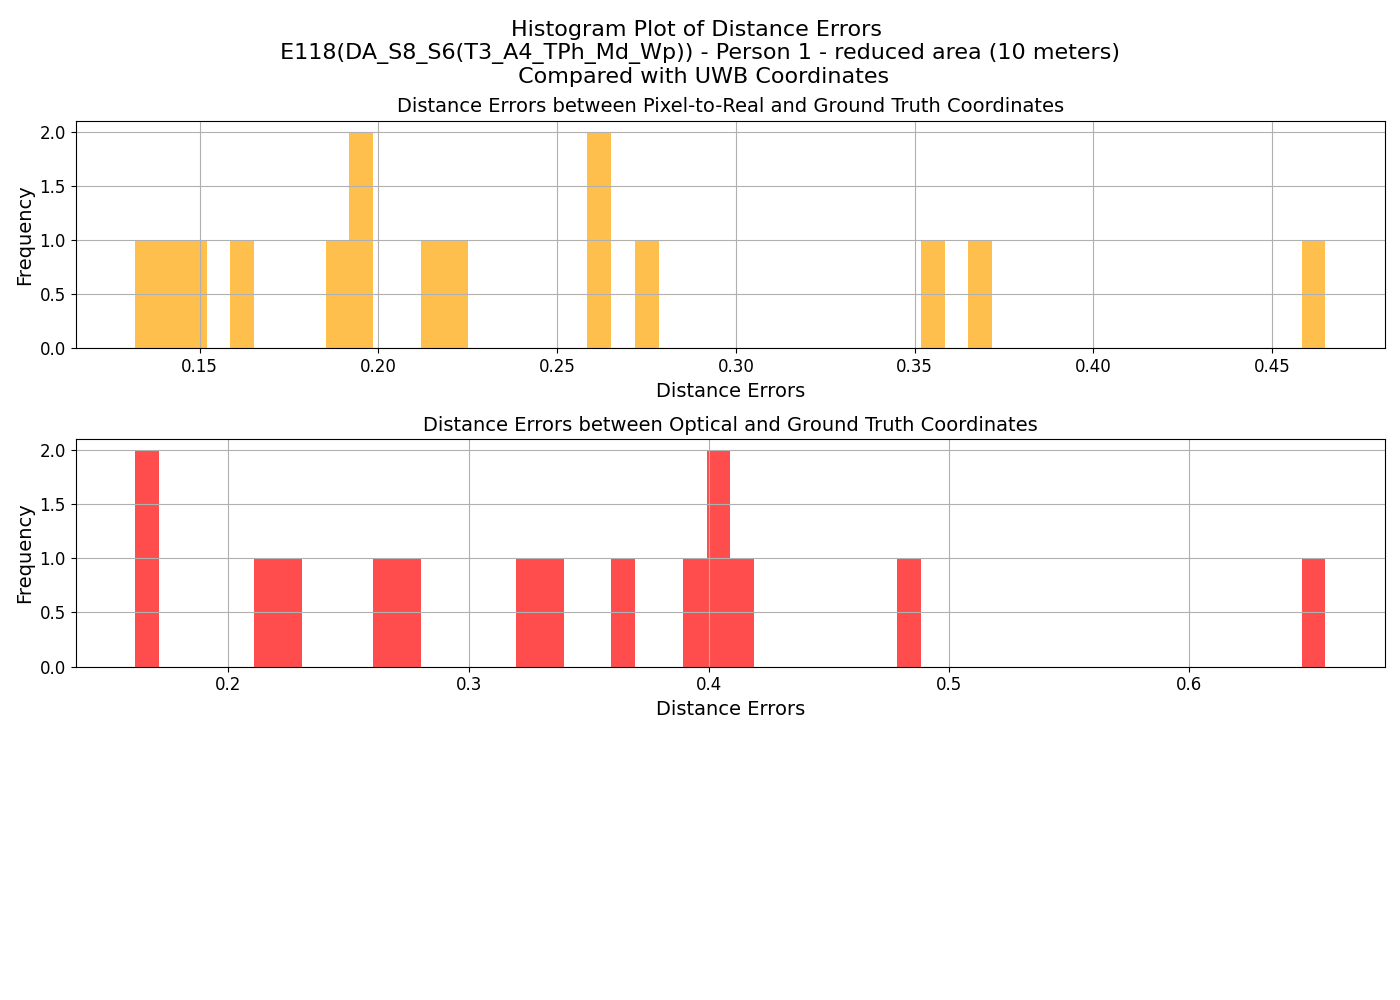 Histogram Plot of Distance Errors
E118(DA_S8_S6(T3_A4_TPh_Md_Wp)) - Person 1 - reduced area (10 meters)
Compared with UWB Coordinates
Distance Errors between Pixel-to-Real and Ground Truth Coordinates
2.0
1.5
1.0
0.5
0.0
Frequency
0.15 0.20 0.25 0.30 0.35 0.40 0.45
Distance Errors
Distance Errors between Optical and Ground Truth Coordinates
2.0
1.5
1.0
0.5
0.0
Frequency
0.2 0.3 0.4 0.5 0.6
Distance Errors